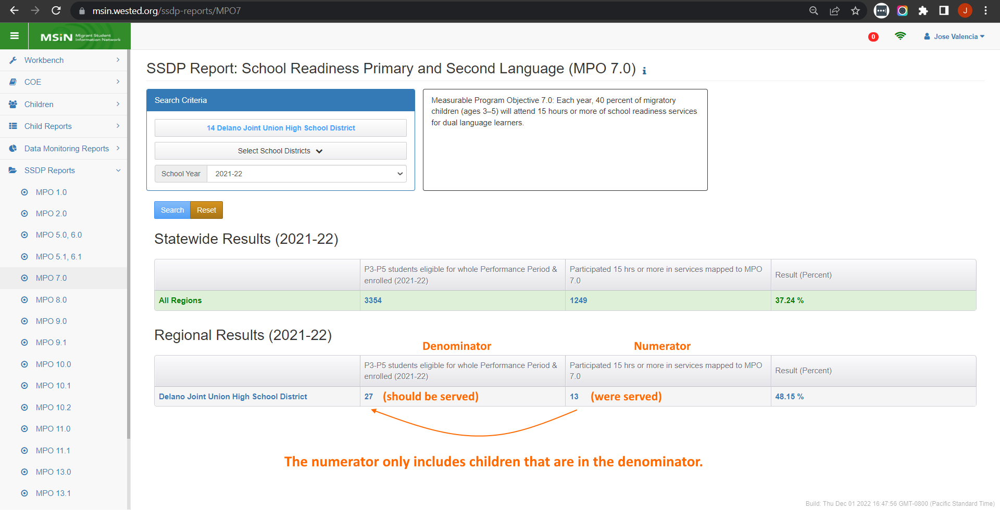 msin.wested.org/ssdp-reports/MPO7
J
MSiN Migrant Student
Information Network
0
Jose Valencia
Workbench
COE
Children
Child Reports
Data Monitoring Reports
SSDP Reports
MPO 1.0
MPO 2.0
MPO 5.0, 6.0
MPO 5.1, 6.1
MPO 7.0
MPO 8.0
MPO 9.0
MPO 9.1
MPO 10.0
MPO 10.1
MPO 10.2
MPO 11.0
MPO 11.1
MPO 13.0
MPO 13.1
SSDP Report: School Readiness Primary and Second Language (MPO 7.0)
Search Criteria
14 Delano Joint Union High School District
Select School Districts
School Year 2021-22
Measurable Program Objective 7.0: Each year, 40 percent of migratory
children (ages 3–5) will attend 15 hours or more of school readiness services
for dual language learners.
Search Reset
Statewide Results (2021-22)
P3-P5 students eligible for whole Performance Period &
enrolled (2021-22)
Participated 15 hrs or more in services mapped to MPO
7.0
Result (Percent)
All Regions 3354 1249 37.24 %
Regional Results (2021-22)
Denominator Numerator
P3-P5 students eligible for whole Performance Period &
enrolled (2021-22)
Participated 15 hrs or more in services mapped to MPO
7.0
Result (Percent)
Delano Joint Union High School District 27 (should be served) 13 (were served) 48.15 %
The numerator only includes children that are in the denominator.
Build: Thu Dec 01 2022 16:47:56 GMT-0800 (Pacific Standard Time)